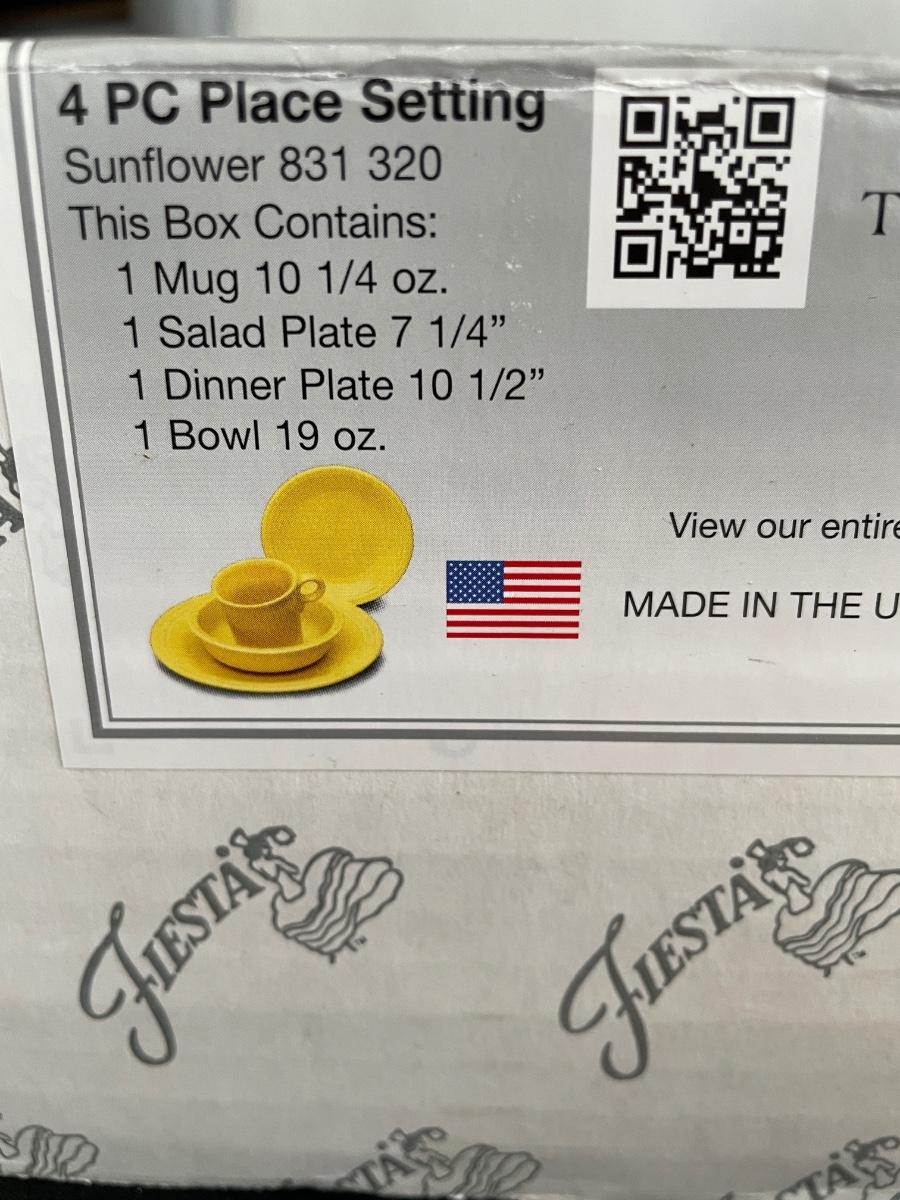 4 PC Place Setting
Sunflower 831 320
This Box Contains:
1 Mug 10 1/4 oz.
1 Salad Plate 7 1/4”
1 Dinner Plate 10 1/2”
1 Bowl 19 oz.
T
View our entire
MADE IN THE U
FIESTA
FIESTA